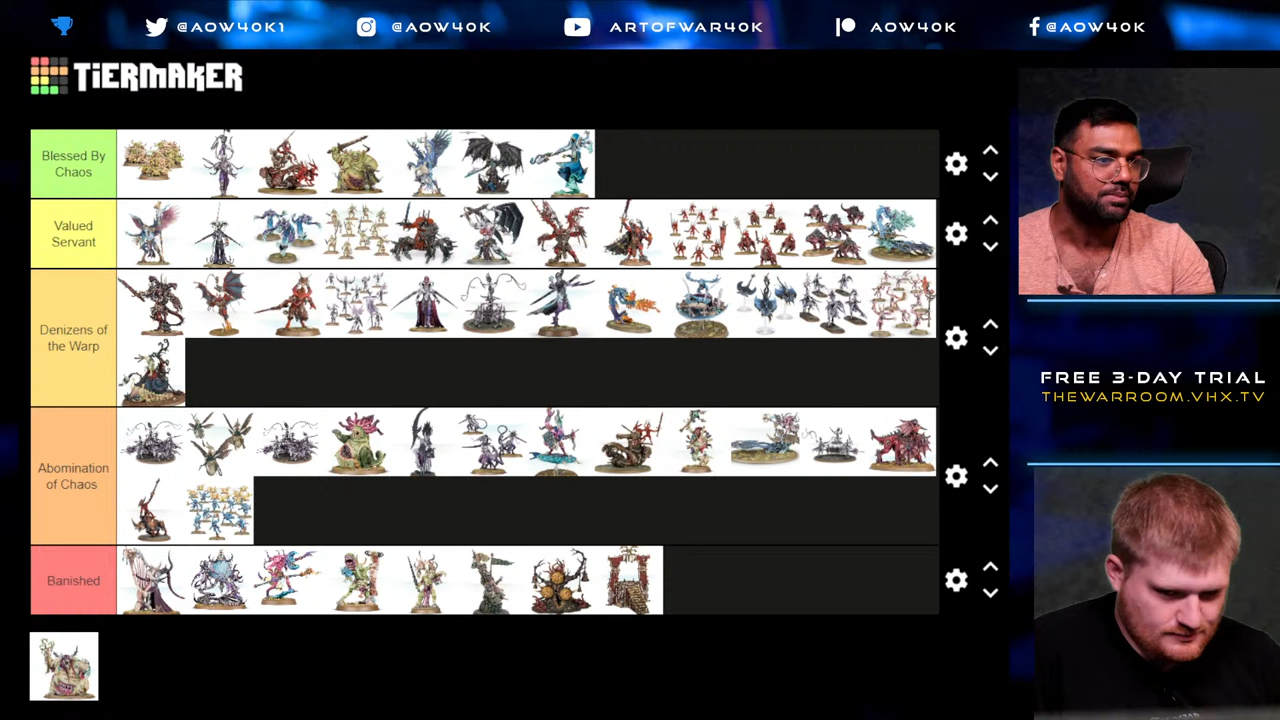 @AOW40K1
@AOW40K
ARTOFWAR40K
AOW40K
@AOW40K
TiERMAKER
Blessed By
Chaos
Valued
Servant
Denizens of
the Warp
Abomination
of Chaos
Banished
FREE 3-DAY TRIAL
THEWARROOM.VHX.TV